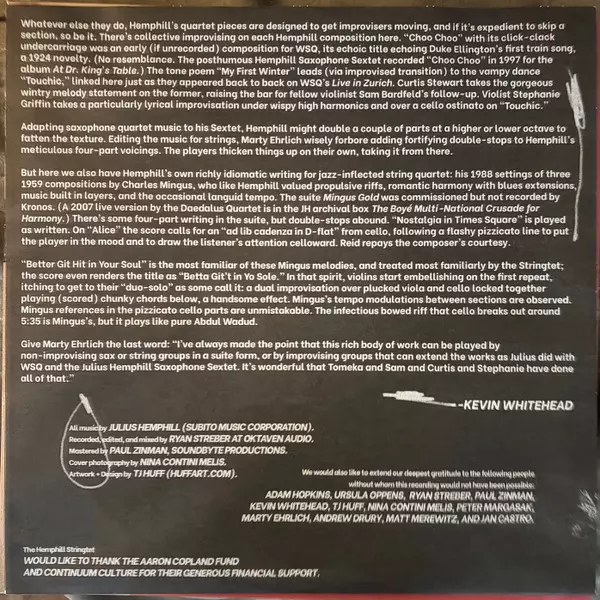 Whatever else they do, Hemphill's quartet pieces are designed to get improvisers moving, and if it's expedient to skip a
section, so be it. There's collective improvising on each Hemphill composition here. "Choo Choo" with its click-clack
undercarriage was an early (if unrecorded) composition for WSQ, its echoic title echoing Duke Ellington's first train song,
a 1924 novelty. (No resemblance. The posthumous Hemphill Saxophone Sextet recorded "Choo Choo" in 1997 for the
album At Dr. King's Table.) The tone poem "My First Winter" leads (via improvised transition) to the vampy dance
"Touchic," linked here just as they appeared back to back on WSQ's Live in Zurich. Curtis Stewart takes the gorgeous
wintry melody statement on the former, raising the bar for fellow violinist Sam Bardfeld's follow-up. Violist Stephanie
Griffin takes a particularly lyrical improvisation under wispy high harmonics and over a cello ostinato on "Touchic."
Adapting saxophone quartet music to his Sextet, Hemphill might double a couple of parts at a higher or lower octave to
fatten the texture. Editing the music for strings, Marty Ehrlich wisely forbore adding fortifying double-stops to Hemphill's
meticulous four-part voicings. The players thicken things up on their own, taking it from there.
But here we also have Hemphill's own richly idiomatic writing for jazz-inflected string quartet: his 1988 settings of three
1959 compositions by Charles Mingus, who like Hemphill valued propulsive riffs, romantic harmony with blues extensions,
music built in layers, and the occasional languid tempo. The suite Mingus Gold was commissioned but not recorded by
Kronos. (A 2007 live version by the Daedalus Quartet is in the JH archival box The Boyé Multi-National Crusade for
Harmony.) There's some four-part writing in the suite, but double-stops abound. "Nostalgia in Times Square" is played
as written. On "Alice" the score calls for an "ad lib cadenza in D-flat" from cello, following a flashy pizzicato line to put
the player in the mood and to draw the listener's attention celloward. Reid repays the composer's courtesy.
"Better Git Hit in Your Soul" is the most familiar of these Mingus melodies, and treated most familiarly by the Stringtet;
the score even renders the title as "Betta Git't in Yo Sole." In that spirit, violins start embellishing on the first repeat,
itching to get to their "duo-solo" as some call it: a dual improvisation over plucked viola and cello locked together
playing (scored) chunky chords below, a handsome effect. Mingus's tempo modulations between sections are observed.
Mingus references in the pizzicato cello parts are unmistakable. The infectious bowed riff that cello breaks out around
5:35 is Mingus's, but it plays like pure Abdul Wadud.
Give Marty Ehrlich the last word: "I've always made the point that this rich body of work can be played by
non-improvising sax or string groups in a suite form, or by improvising groups that can extend the works as Julius did with
WSQ and the Julius Hemphill Saxophone Sextet. It's wonderful that Tomeka and Sam and Curtis and Stephanie have done
all of that."
-KEVIN WHITEHEAD
All music by JULIUS HEMPHILL (SUBITO MUSIC CORPORATION).
Recorded, edited, and mixed by RYAN STREBER AT OKTAVEN AUDIO.
Mastered by PAUL ZINMAN, SOUNDBYTE PRODUCTIONS.
Cover photography by NINA CONTINI MELIS.
Artwork + Design by TJ HUFF (HUFFART.COM).
We would also like to extend our deepest gratitude to the following people
without whom this recording would not have been possible:
ADAM HOPKINS, URSULA OPPENS, RYAN STREBER, PAUL ZINMAN,
KEVIN WHITEHEAD, TJ HUFF, NINA CONTINI MELIS, PETER MARGASAK,
MARTY EHRLICH, ANDREW DRURY, MATT MEREWITZ, AND JAN CASTRO.
The Hemphill Stringtet
WOULD LIKE TO THANK THE AARON COPLAND FUND
AND CONTINUUM CULTURE FOR THEIR GENEROUS FINANCIAL SUPPORT.